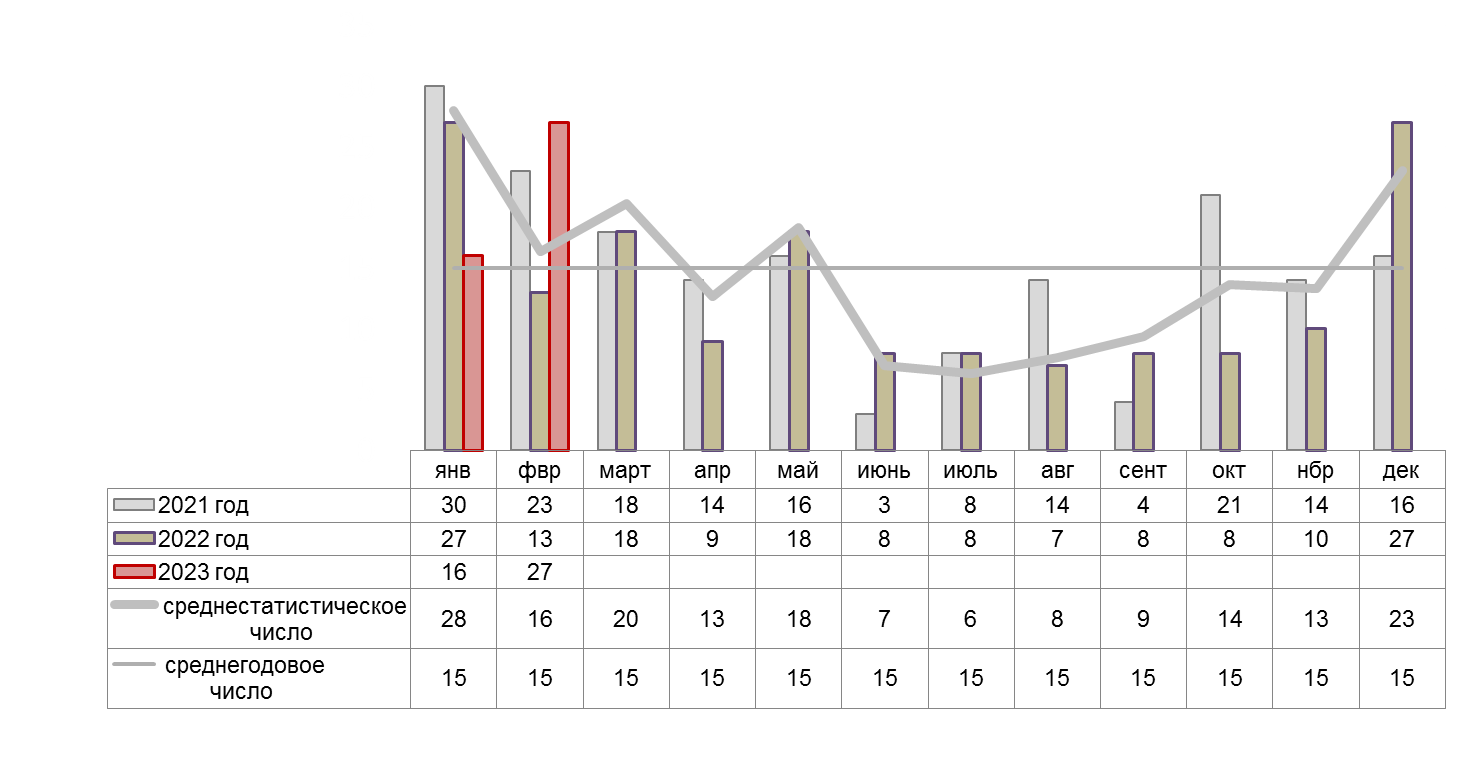 янв фвр март апр май июнь июль авг сент окт нбр дек
2021 год 30 23 18 14 16 3 8 14 4 21 14 16
2022 год 27 13 18 9 18 8 8 7 8 8 10 27
2023 год 16 27
среднестатистическое
число 28 16 20 13 18 7 6 8 9 14 13 23
среднегодовое
число 15 15 15 15 15 15 15 15 15 15 15 15